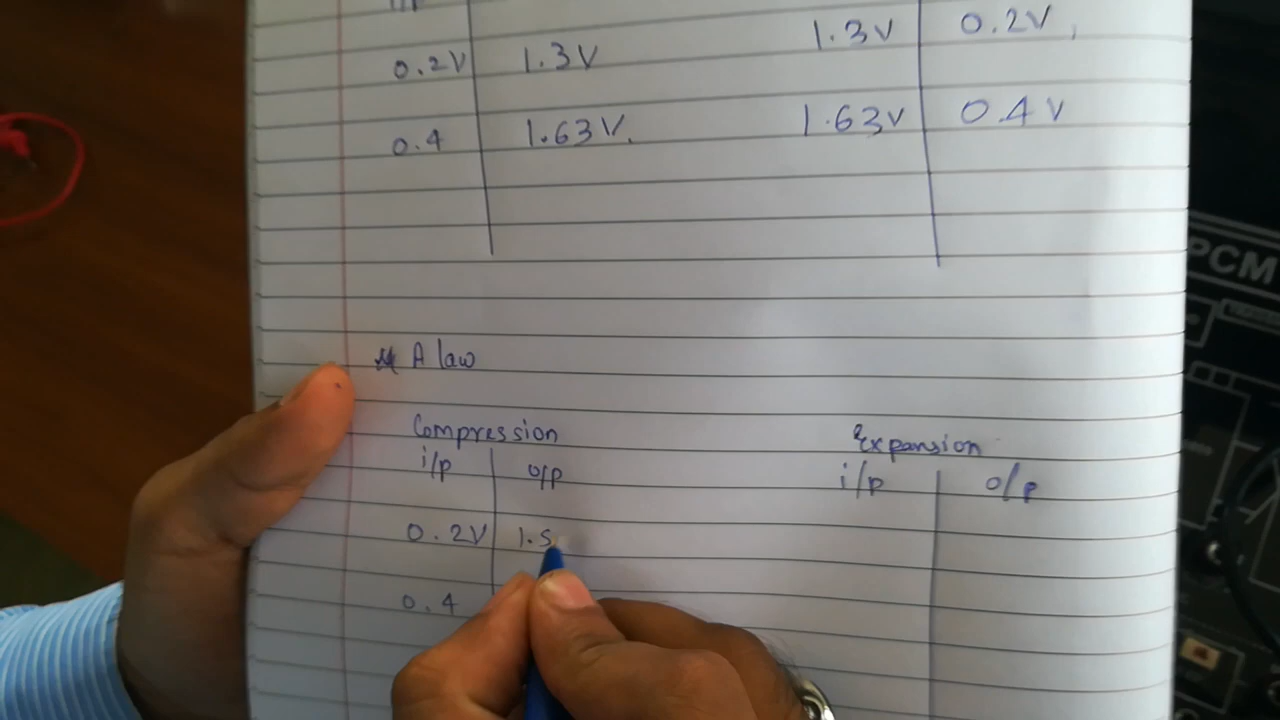 1.3V 0.2V
0.2V 1.3V
1.63V 0.4V
0.4 1.63V.
A law
Compression Expansion
i/p o/p i/p o/p
0.2V 1.5
0.4
PCM